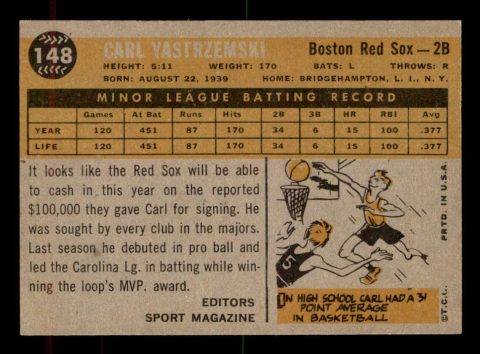 148
CARL YASTRZEMSKI
Boston Red Sox — 2B
HEIGHT: 5:11 WEIGHT: 170 BATS: L THROWS: R
BORN: AUGUST 22, 1939 HOME: BRIDGEHAMPTON, L. I., N. Y.
MINOR LEAGUE BATTING RECORD
Games At Bat Runs Hits 2B 3B HR RBI Avg
YEAR 120 451 87 170 34 6 15 100 .377
LIFE 120 451 87 170 34 6 15 100 .377
It looks like the Red Sox will be able
to cash in this year on the reported
$100,000 they gave Carl for signing. He
was sought by every club in the majors.
Last season he debuted in pro ball and
led the Carolina Lg. in batting while win-
ning the loop's MVP. award.
EDITORS
SPORT MAGAZINE
5
IN HIGH SCHOOL CARL HAD A 31
POINT AVERAGE
IN BASKETBALL
©T.C.G. PRTD. IN U.S.A.